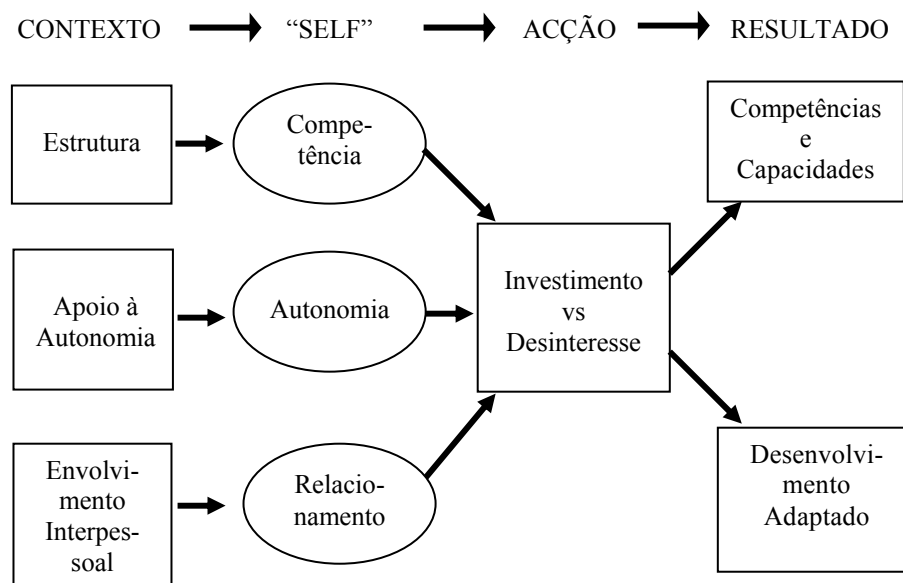 CONTEXTO “SELF” ACÇÃO RESULTADO
Estrutura
Compe-
tência
Competências
e
Capacidades
Apoio à
Autonomia
Autonomia
Investimento
vs
Desinteresse
Envolvi-
mento
Interpes-
soal
Relacio-
namento
Desenvolvi-
mento
Adaptado